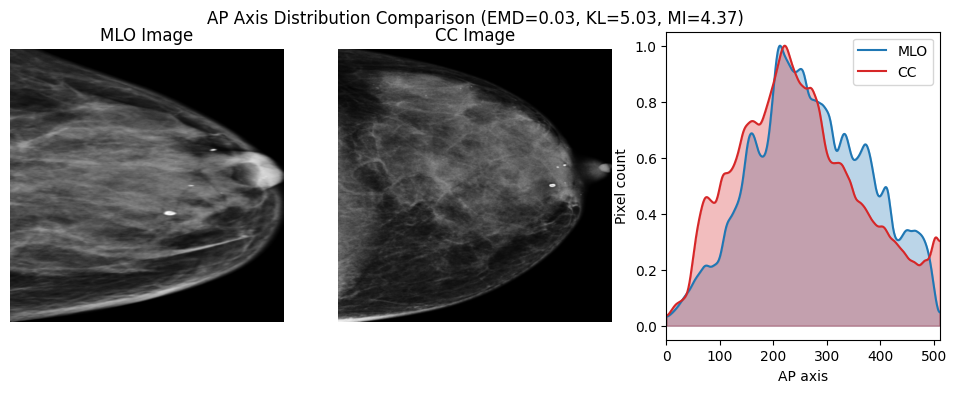 AP Axis Distribution Comparison (EMD=0.03, KL=5.03, MI=4.37)
MLO Image
CC Image
MLO
CC
Pixel count
1.0
0.8
0.6
0.4
0.2
0.0
0 100 200 300 400 500
AP axis